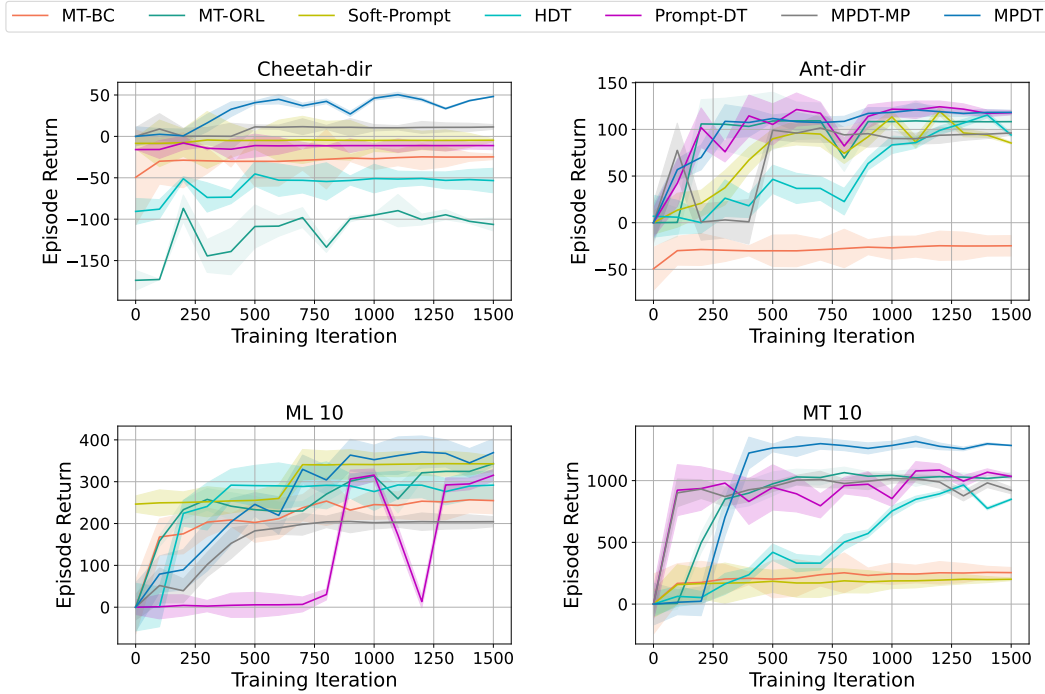 MT-BC MT-ORL Soft-Prompt HDT Prompt-DT MPDT-MP MPDT
Cheetah-dir
Episode Return
50
0
−50
−100
−150
0 250 500 750 1000 1250 1500
Training Iteration
Ant-dir
Episode Return
150
100
50
0
−50
0 250 500 750 1000 1250 1500
Training Iteration
ML 10
Episode Return
400
300
200
100
0
0 250 500 750 1000 1250 1500
Training Iteration
MT 10
Episode Return
1000
500
0
0 250 500 750 1000 1250 1500
Training Iteration